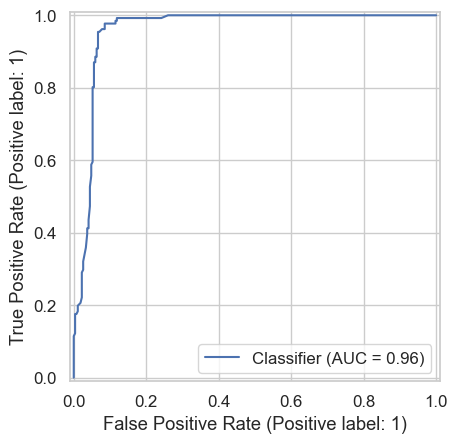 True Positive Rate (Positive label: 1)
1.0
0.8
0.6
0.4
0.2
0.0
Classifier (AUC = 0.96)
0.0 0.2 0.4 0.6 0.8 1.0
False Positive Rate (Positive label: 1)